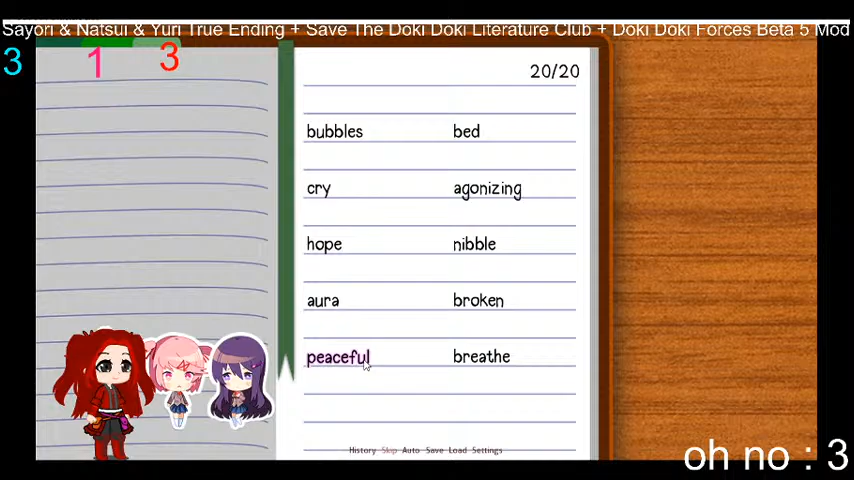 Sayori & Natsui & Yuri True Ending + Save The Doki Doki Literature Club + Doki Doki Forces Beta 5 Mod
3 1 3
20/20
bubbles bed
cry agonizing
hope nibble
aura broken
peaceful breathe
History Skip Auto Save Load Settings
oh no : 3